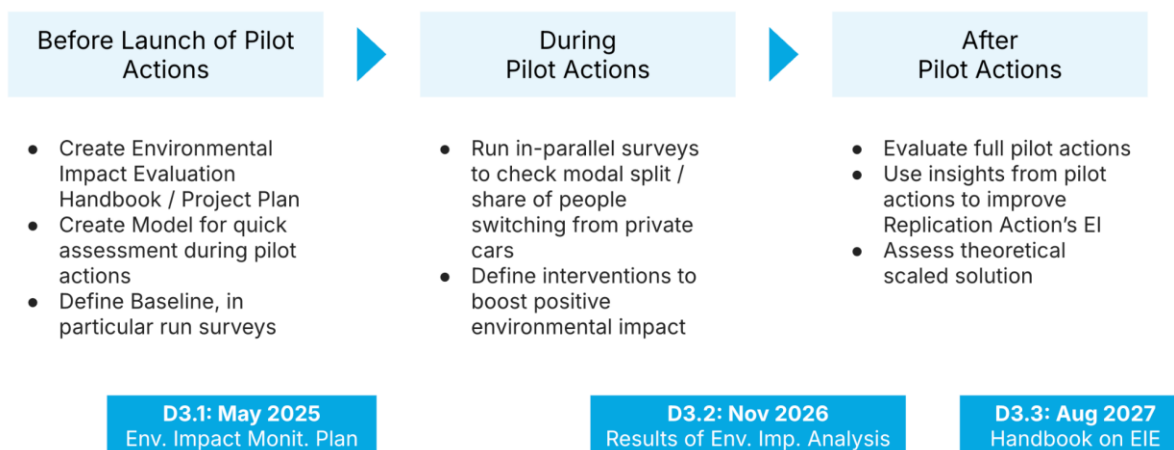 Before Launch of Pilot
Actions
During
Pilot Actions
After
Pilot Actions
● Create Environmental
Impact Evaluation
Handbook / Project Plan
● Create Model for quick
assessment during pilot
actions
● Define Baseline, in
particular run surveys
● Run in-parallel surveys
to check modal split /
share of people
switching from private
cars
● Define interventions to
boost positive
environmental impact
● Evaluate full pilot actions
● Use insights from pilot
actions to improve
Replication Action's EI
● Assess theoretical
scaled solution
D3.1: May 2025
Env. Impact Monit. Plan
D3.2: Nov 2026
Results of Env. Imp. Analysis
D3.3: Aug 2027
Handbook on EIE